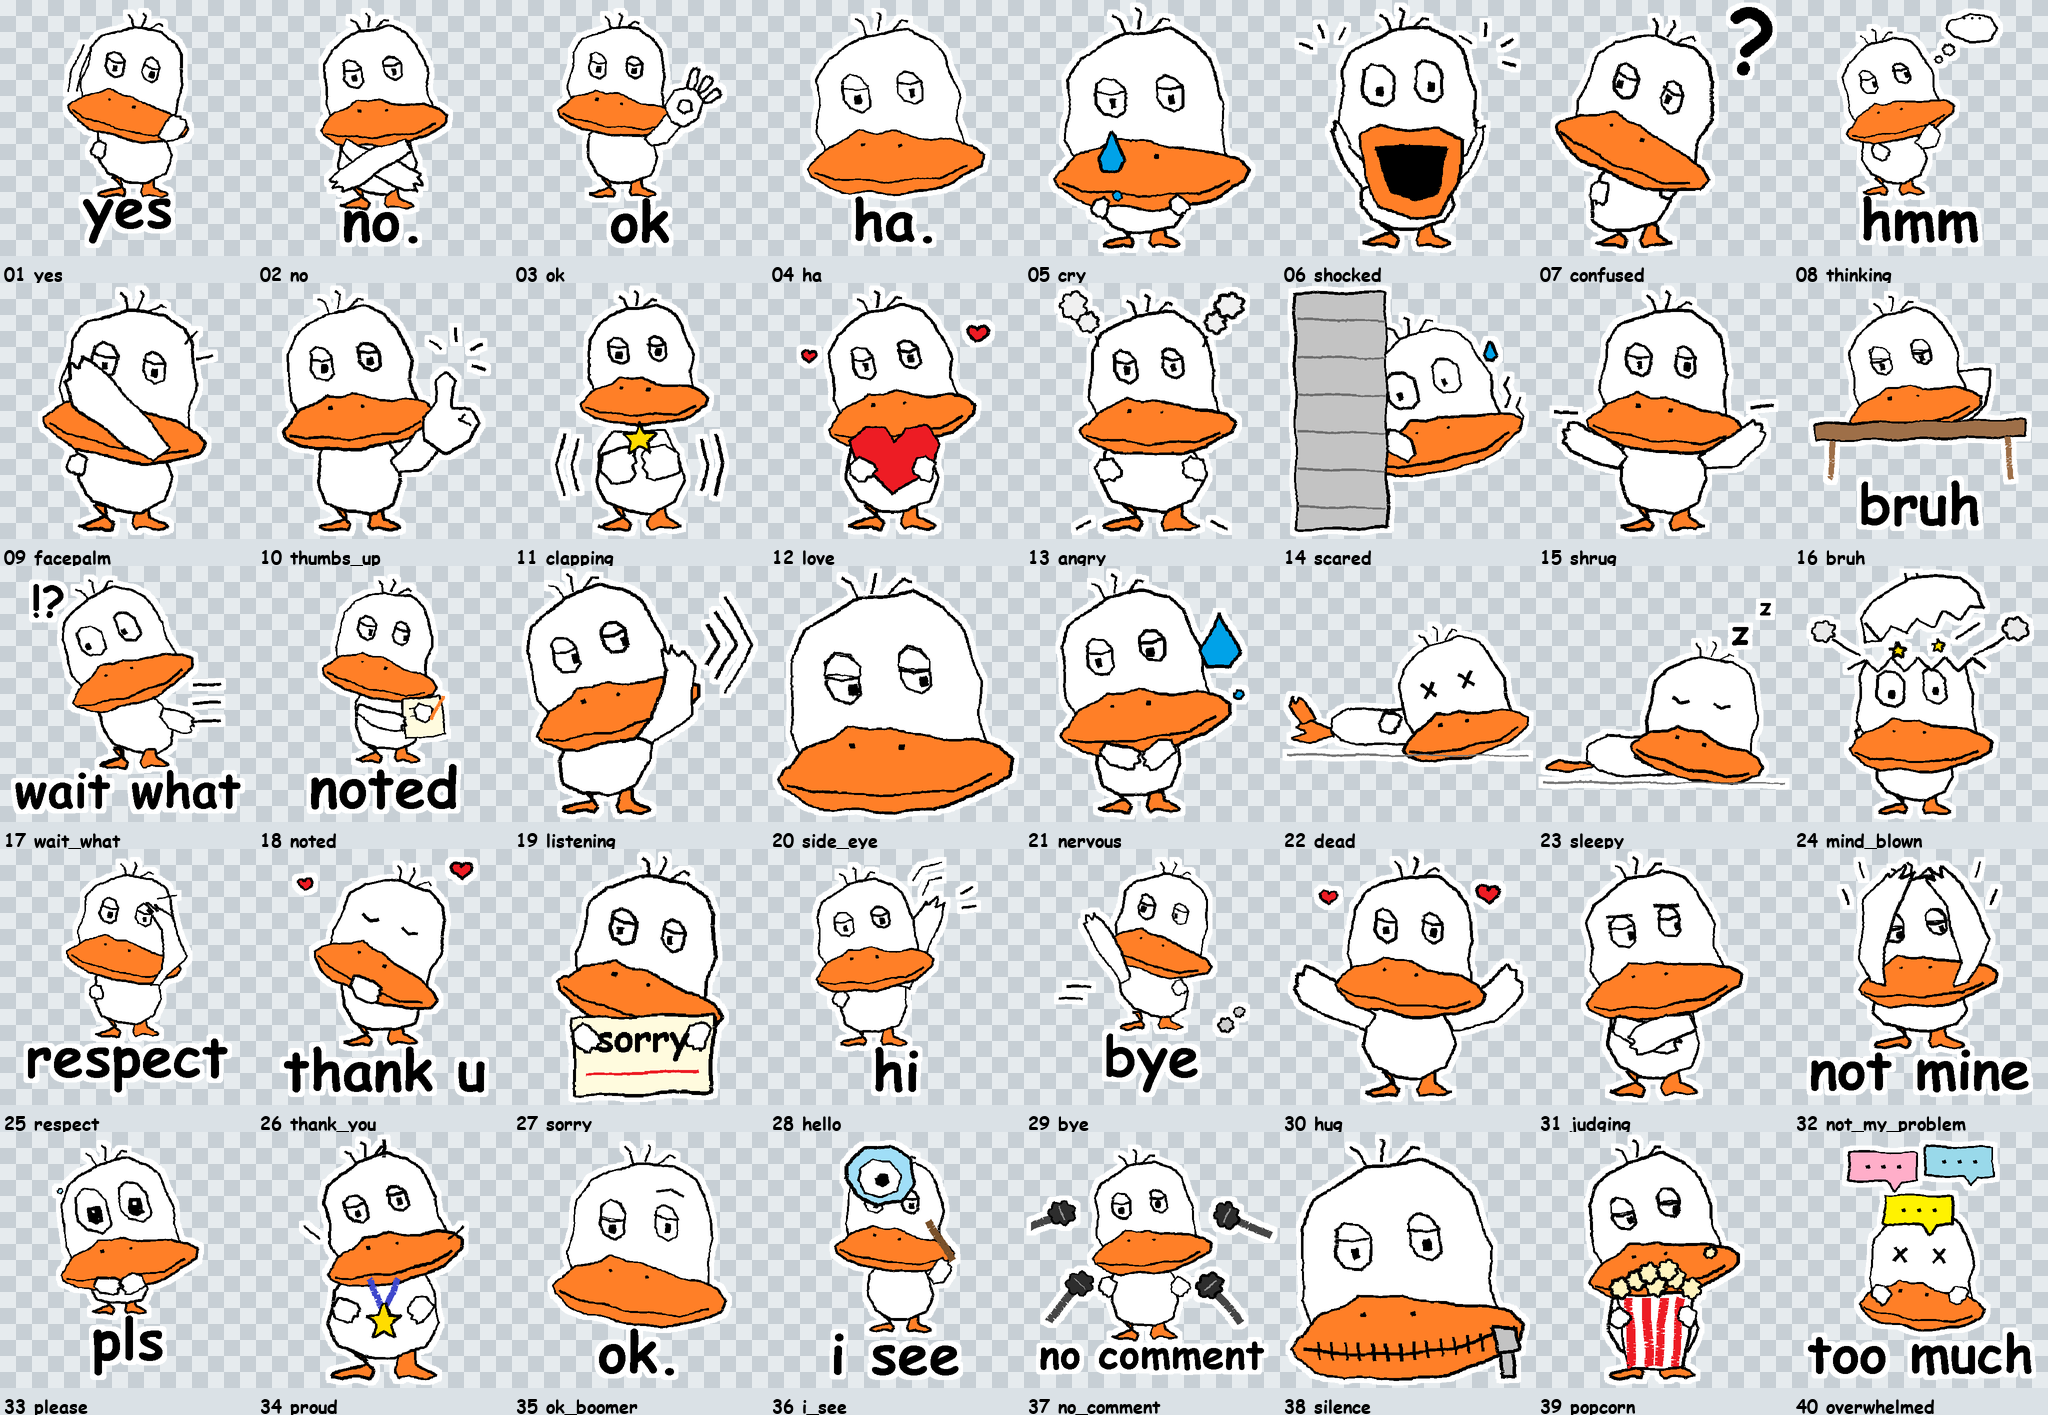 ?
yes
no.
ok
ha.
hmm
01 yes
02 no
03 ok
04 ha
05 cry
06 shocked
07 confused
08 thinking
bruh
09 facepalm
10 thumbs_up
11 clapping
12 love
13 angry
14 scared
15 shrug
16 bruh
!?
z
z
wait what
noted
17 wait_what
18 noted
19 listening
20 side_eye
21 nervous
22 dead
23 sleepy
24 mind_blown
sorry
respect
thank u
hi
bye
not mine
25 respect
26 thank_you
27 sorry
28 hello
29 bye
30 hug
31 judging
32 not_my_problem
pls
ok.
i see
no comment
too much
33 please
34 proud
35 ok_boomer
36 i_see
37 no_comment
38 silence
39 popcorn
40 overwhelmed